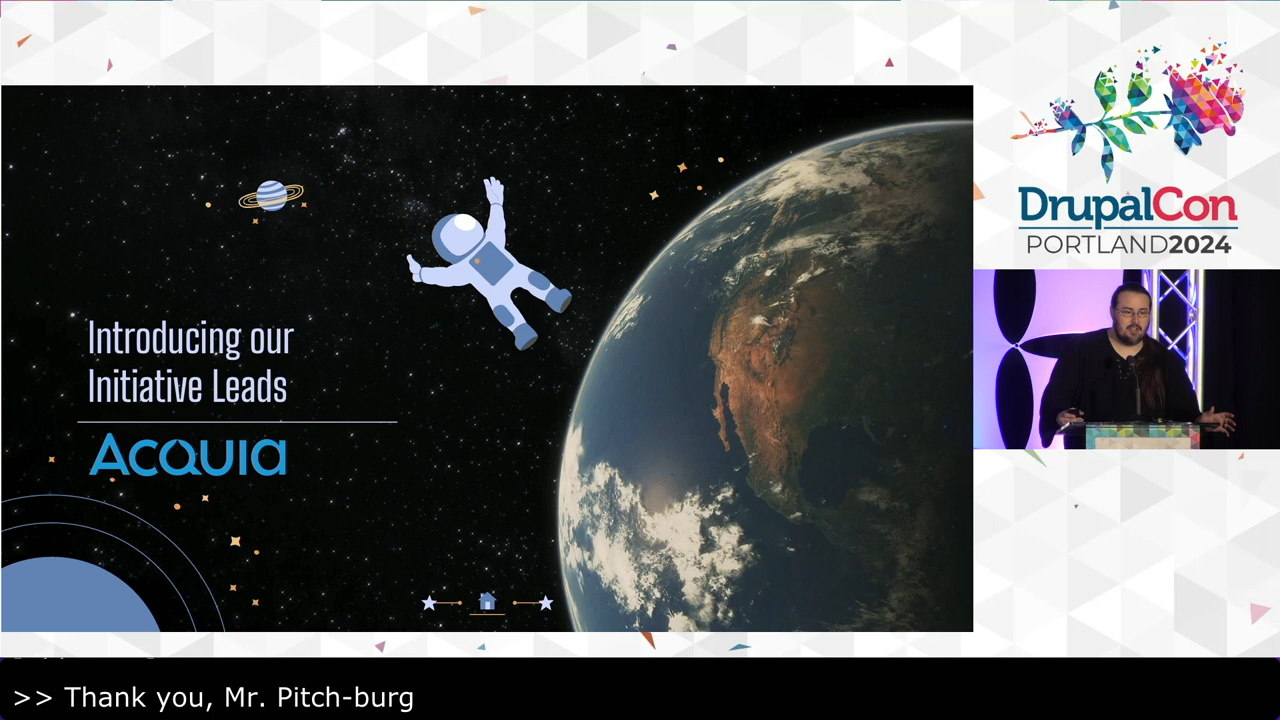 Introducing our
Initiative Leads
ACQUIA
DrupalCon
PORTLAND2024
>> Thank you, Mr. Pitch-burg